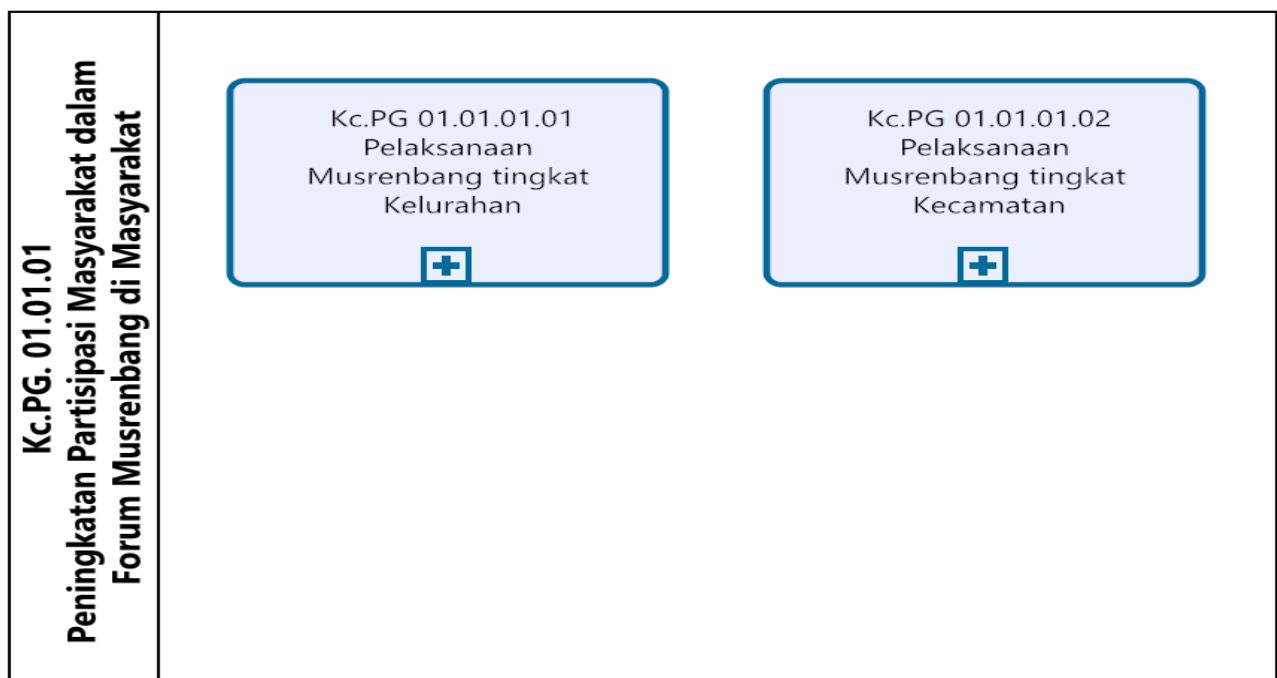 Kc.PG. 01.01.01
Peningkatan Partisipasi Masyarakat dalam
Forum Musrenbang di Masyarakat
Kc.PG 01.01.01.01
Pelaksanaan
Musrenbang tingkat
Kelurahan
Kc.PG 01.01.01.02
Pelaksanaan
Musrenbang tingkat
Kecamatan